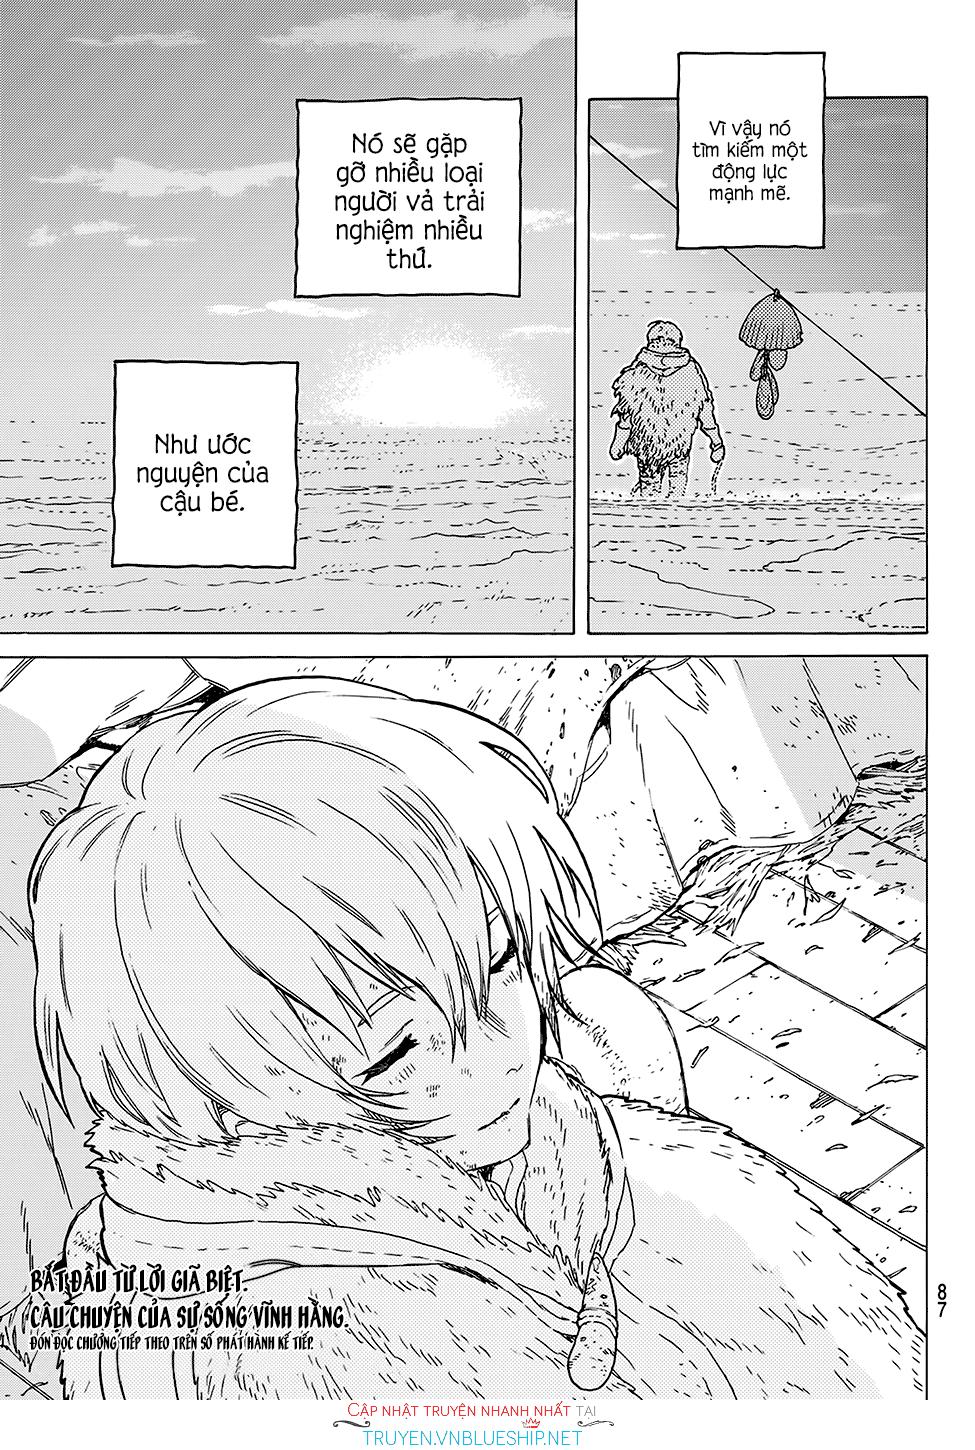 Vì vậy nó
tìm kiếm một
động lực
mạnh mẽ.
Nó sẽ gặp
gỡ nhiều loại
người vả trải
nghiệm nhiều
thứ.
Như ước
nguyện của
cậu bé.
BẮT ĐẦU TỪ LỜI GIÃ BIỆT.
CÂU CHUYỆN CỦA SỰ SỐNG VĨNH HẰNG.
ĐÓN ĐỌC CHƯƠNG TIẾP THEO TRÊN SỐ PHÁT HÀNH KẾ TIẾP.
87
CẬP NHẬT TRUYỆN NHANH NHẤT TẠI
TRUYEN.VNBLUESHIP.NET